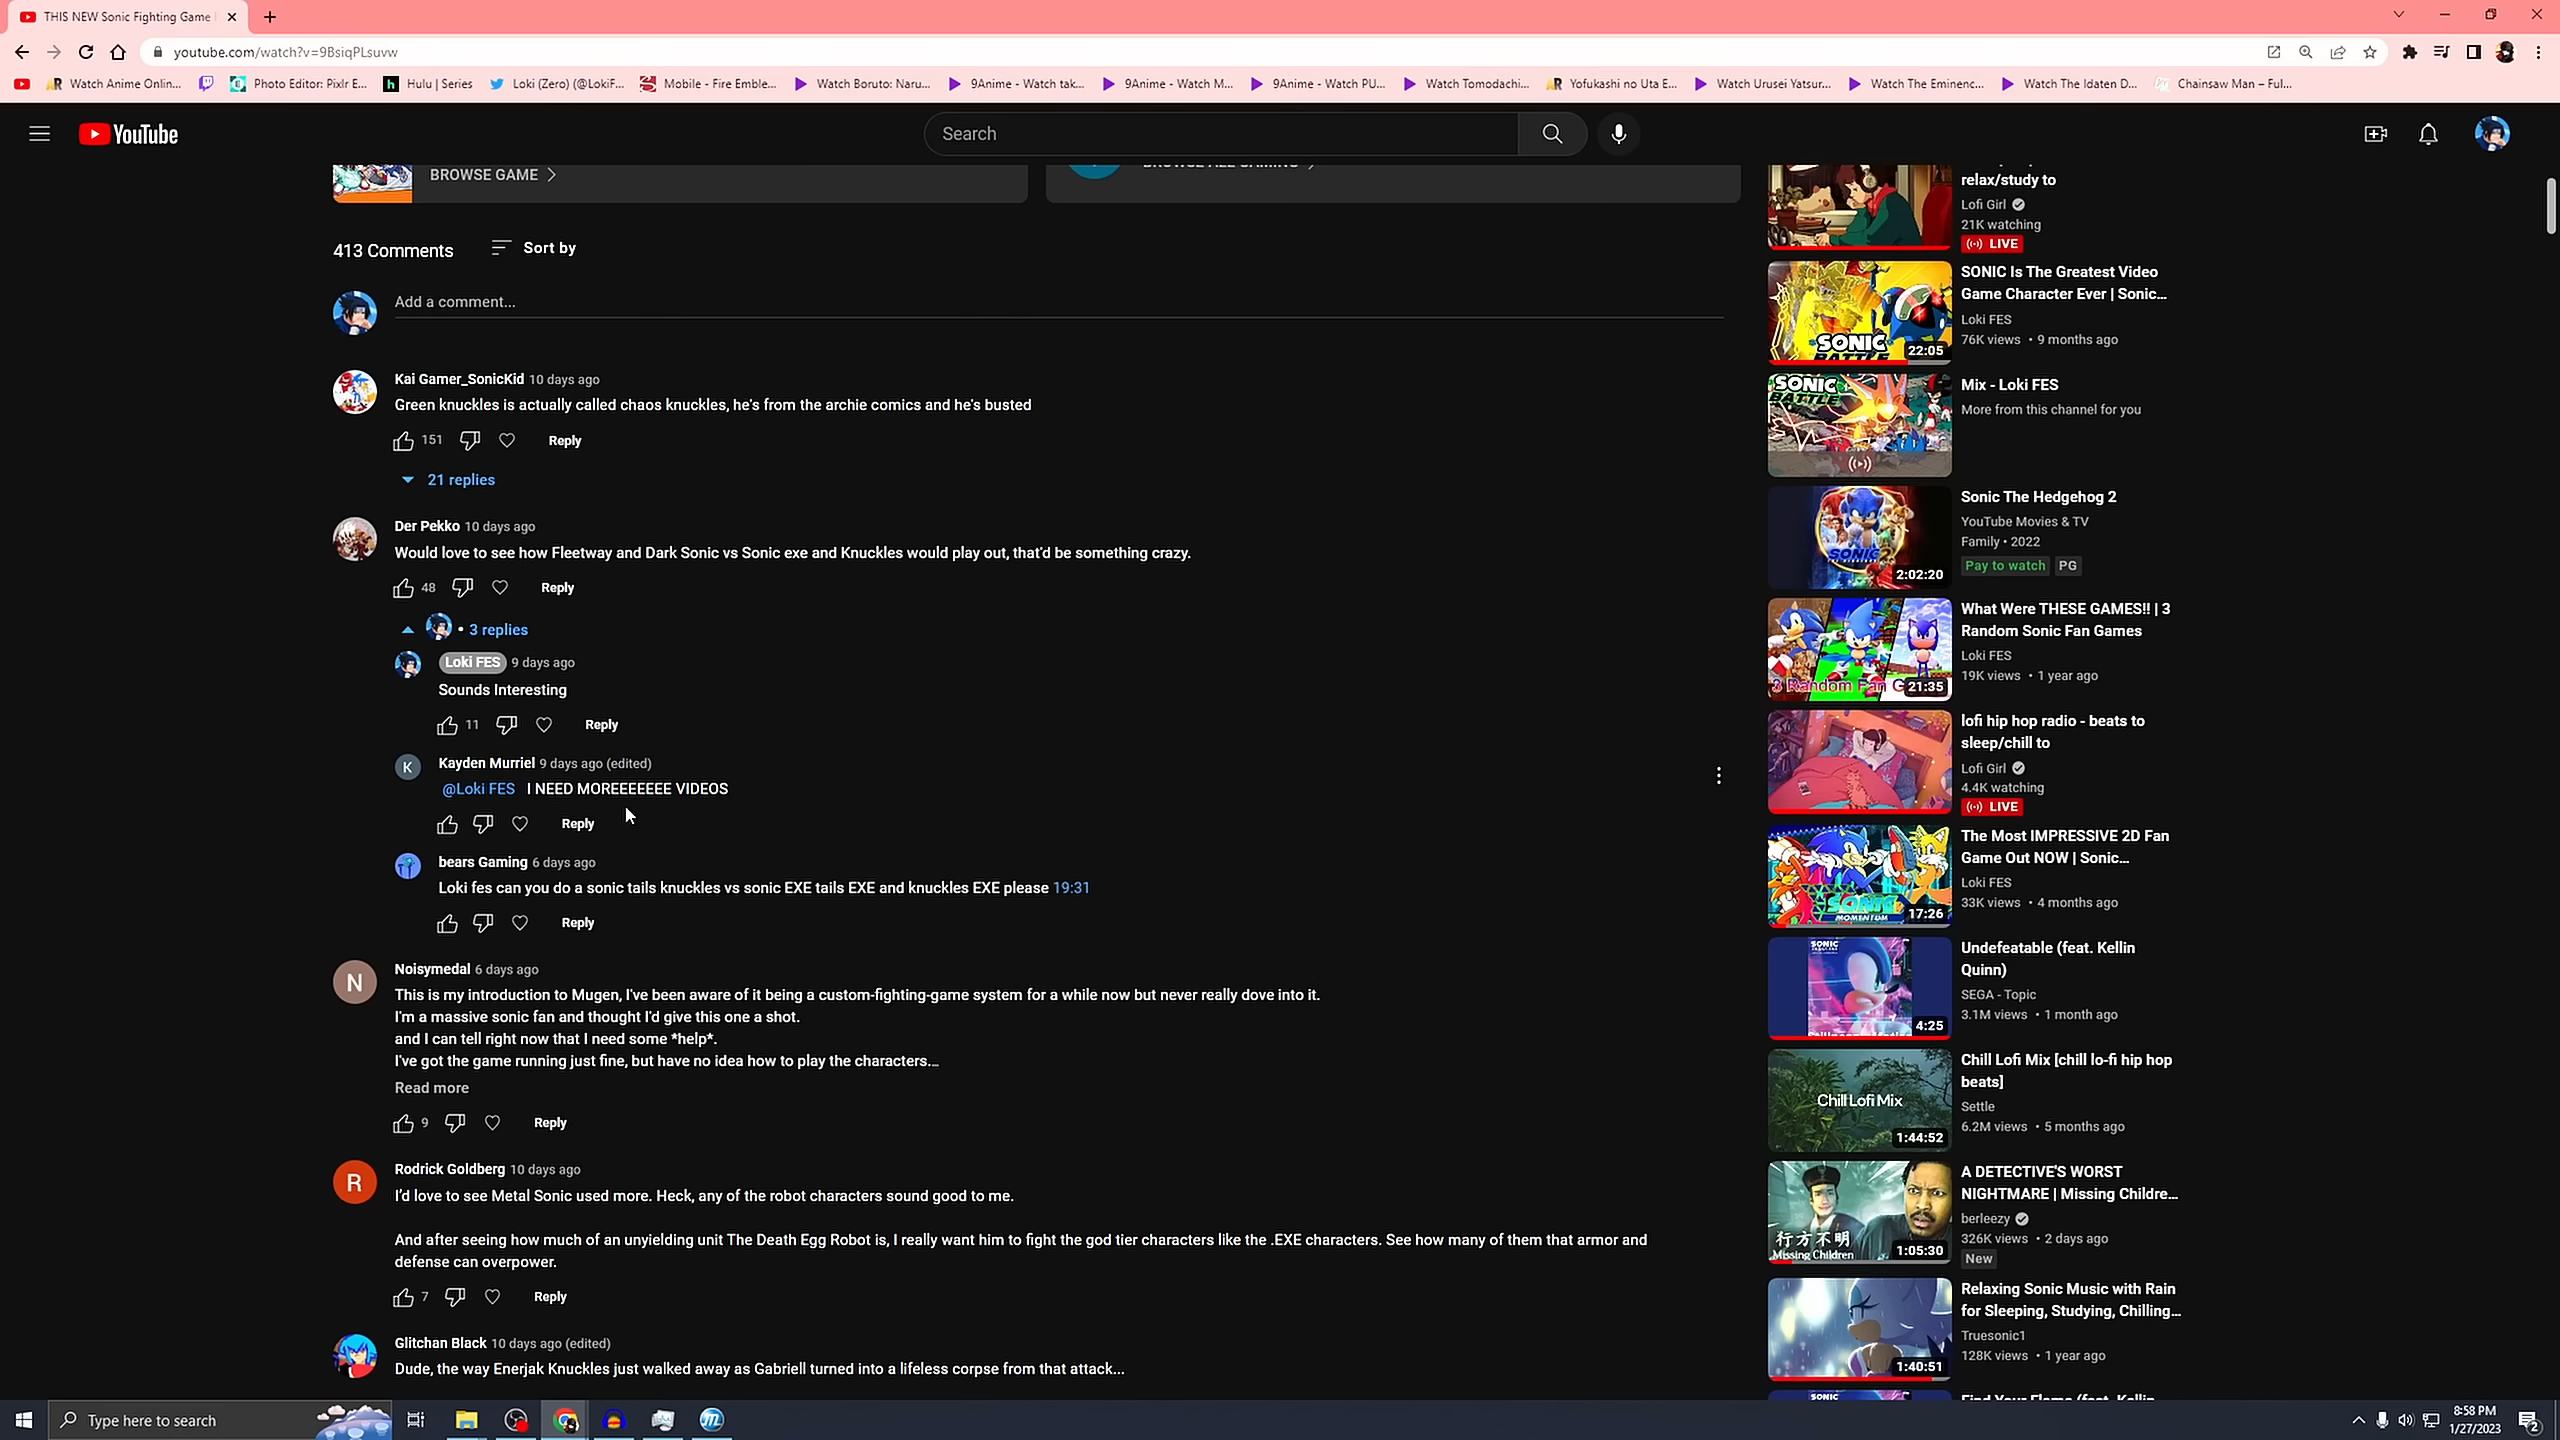 THIS NEW Sonic Fighting Game
youtube.com/watch?v=9BsiqPLsuvw
Watch Anime Onlin...
Photo Editor: Pixlr E...
Hulu | Series
Loki (Zero) (@LokiF...
Mobile - Fire Emble...
Watch Boruto: Naru...
9Anime - Watch tak...
9Anime - Watch M...
9Anime - Watch PU...
Watch Tomodachi...
Yofukashi no Uta E...
Watch Urusei Yatsur...
Watch The Eminenc...
Watch The Idaten D...
Chainsaw Man – Ful...
YouTube
Search
BROWSE GAME
BROWSE ALL GAMING
413 Comments
Sort by
Add a comment...
Kai Gamer_SonicKid 10 days ago
Green knuckles is actually called chaos knuckles, he's from the archie comics and he's busted
151 Reply
21 replies
Der Pekko 10 days ago
Would love to see how Fleetway and Dark Sonic vs Sonic exe and Knuckles would play out, that'd be something crazy.
48 Reply
• 3 replies
Loki FES 9 days ago
Sounds Interesting
11 Reply
K
Kayden Murriel 9 days ago (edited)
@Loki FES I NEED MOREEEEEEE VIDEOS
Reply
bears Gaming 6 days ago
Loki fes can you do a sonic tails knuckles vs sonic EXE tails EXE and knuckles EXE please 19:31
Reply
N
Noisymedal 6 days ago
This is my introduction to Mugen, I've been aware of it being a custom-fighting-game system for a while now but never really dove into it.
I'm a massive sonic fan and thought I'd give this one a shot.
and I can tell right now that I need some *help*.
I've got the game running just fine, but have no idea how to play the characters...
Read more
9 Reply
R
Rodrick Goldberg 10 days ago
I'd love to see Metal Sonic used more. Heck, any of the robot characters sound good to me.
And after seeing how much of an unyielding unit The Death Egg Robot is, I really want him to fight the god tier characters like the .EXE characters. See how many of them that armor and
defense can overpower.
7 Reply
Glitchan Black 10 days ago (edited)
Dude, the way Enerjak Knuckles just walked away as Gabriell turned into a lifeless corpse from that attack...
relax/study to
Lofi Girl
21K watching
LIVE
SONIC BATTLE
22:05
SONIC Is The Greatest Video
Game Character Ever | Sonic...
Loki FES
76K views • 9 months ago
SONIC
BATTLE
Mix - Loki FES
More from this channel for you
SONIC 2
2:02:20
Sonic The Hedgehog 2
YouTube Movies & TV
Family • 2022
Pay to watch PG
3 Random Fan G
21:35
What Were THESE GAMES!! | 3
Random Sonic Fan Games
Loki FES
19K views • 1 year ago
lofi hip hop radio - beats to
sleep/chill to
Lofi Girl
4.4K watching
LIVE
SONIC
MOMENTUM
17:26
The Most IMPRESSIVE 2D Fan
Game Out NOW | Sonic...
Loki FES
33K views • 4 months ago
SONIC
4:25
Undefeatable (feat. Kellin
Quinn)
SEGA - Topic
3.1M views • 1 month ago
Chill Lofi Mix
1:44:52
Chill Lofi Mix [chill lo-fi hip hop
beats]
Settle
6.2M views • 5 months ago
行方不明
Missing Children
1:05:30
A DETECTIVE'S WORST
NIGHTMARE | Missing Childre...
berleezy
326K views • 2 days ago
New
1:40:51
Relaxing Sonic Music with Rain
for Sleeping, Studying, Chilling...
Truesonic1
128K views • 1 year ago
SONIC
Find Your Flame (feat. Kellin
Type here to search
8:58 PM
1/27/2023
2